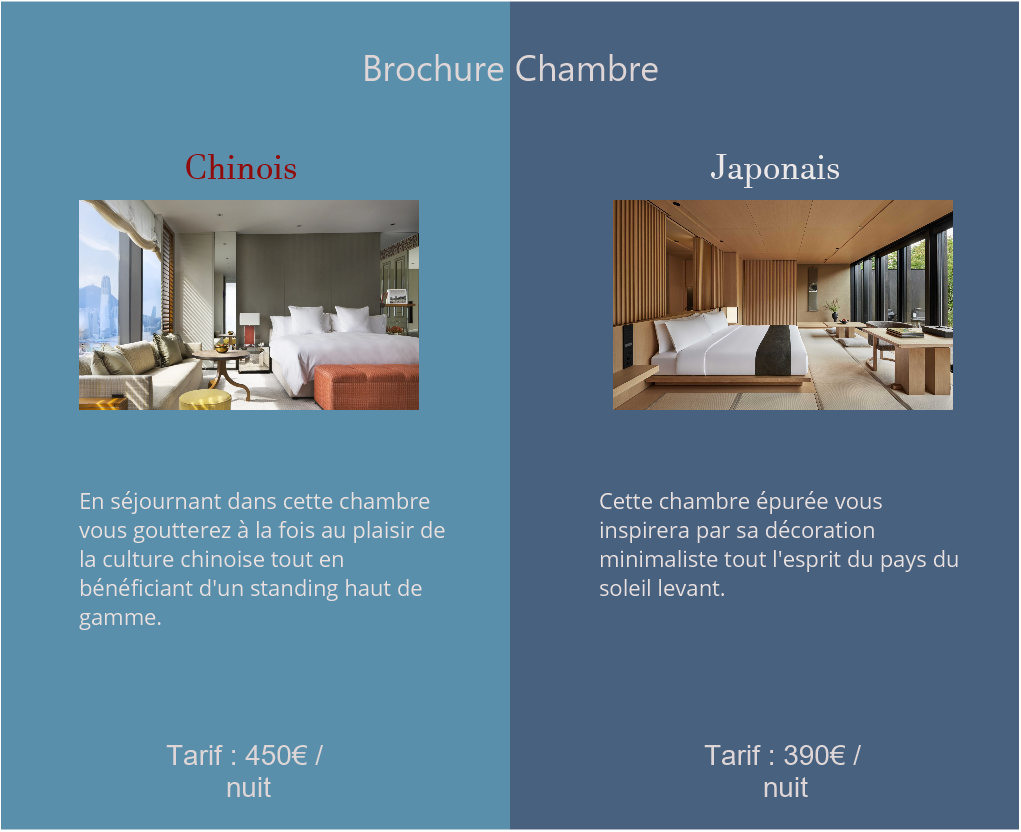 Brochure Chambre
Chinois
En séjournant dans cette chambre
vous goutterez à la fois au plaisir de
la culture chinoise tout en
bénéficiant d'un standing haut de
gamme.
Tarif : 450€ /
nuit
Japonais
Cette chambre épurée vous
inspirera par sa décoration
minimaliste tout l'esprit du pays du
soleil levant.
Tarif : 390€ /
nuit